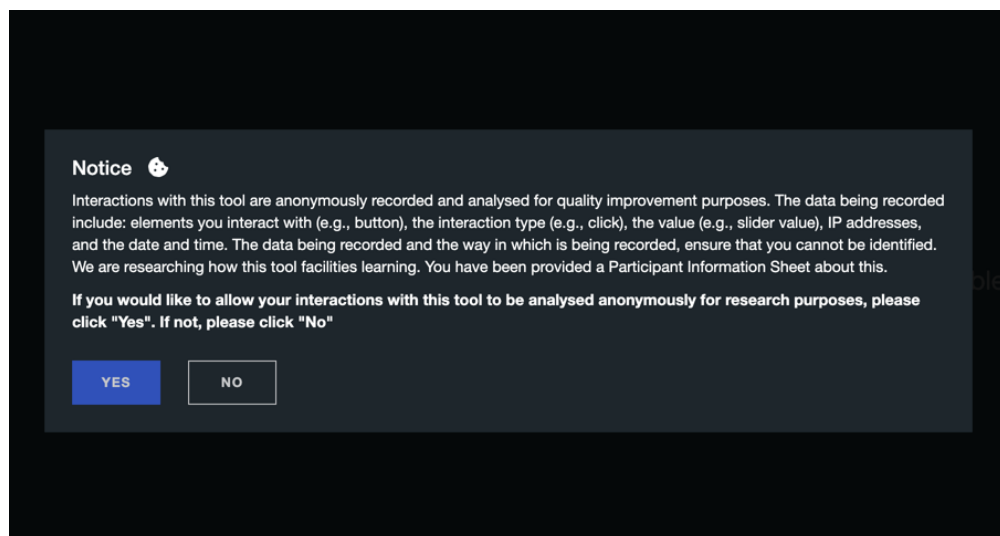 Notice
Interactions with this tool are anonymously recorded and analysed for quality improvement purposes. The data being recorded
include: elements you interact with (e.g., button), the interaction type (e.g., click), the value (e.g., slider value), IP addresses,
and the date and time. The data being recorded and the way in which is being recorded, ensure that you cannot be identified.
We are researching how this tool facilities learning. You have been provided a Participant Information Sheet about this.
If you would like to allow your interactions with this tool to be analysed anonymously for research purposes, please
click "Yes". If not, please click "No"
YES NO